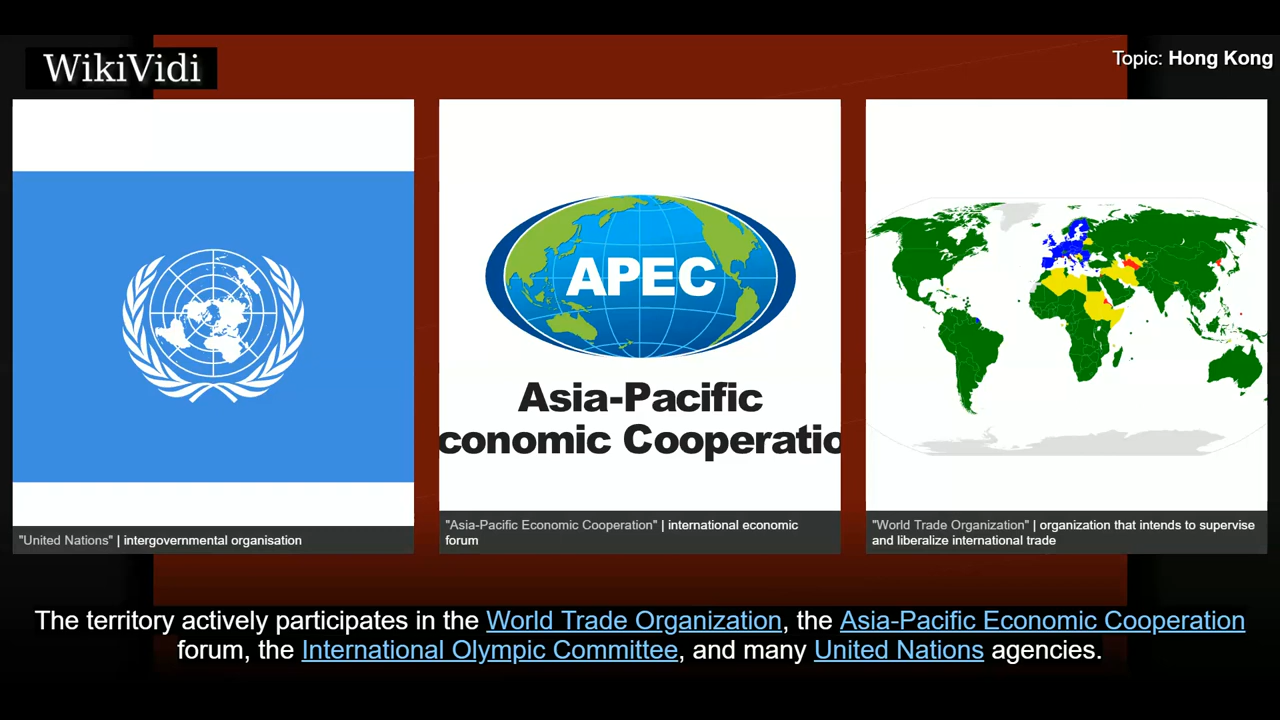 WikiVidi
Topic: Hong Kong
APEC
Asia-Pacific
conomic Cooperatio
"United Nations" | intergovernmental organisation
"Asia-Pacific Economic Cooperation" | international economic
forum
"World Trade Organization" | organization that intends to supervise
and liberalize international trade
The territory actively participates in the World Trade Organization, the Asia-Pacific Economic Cooperation
forum, the International Olympic Committee, and many United Nations agencies.